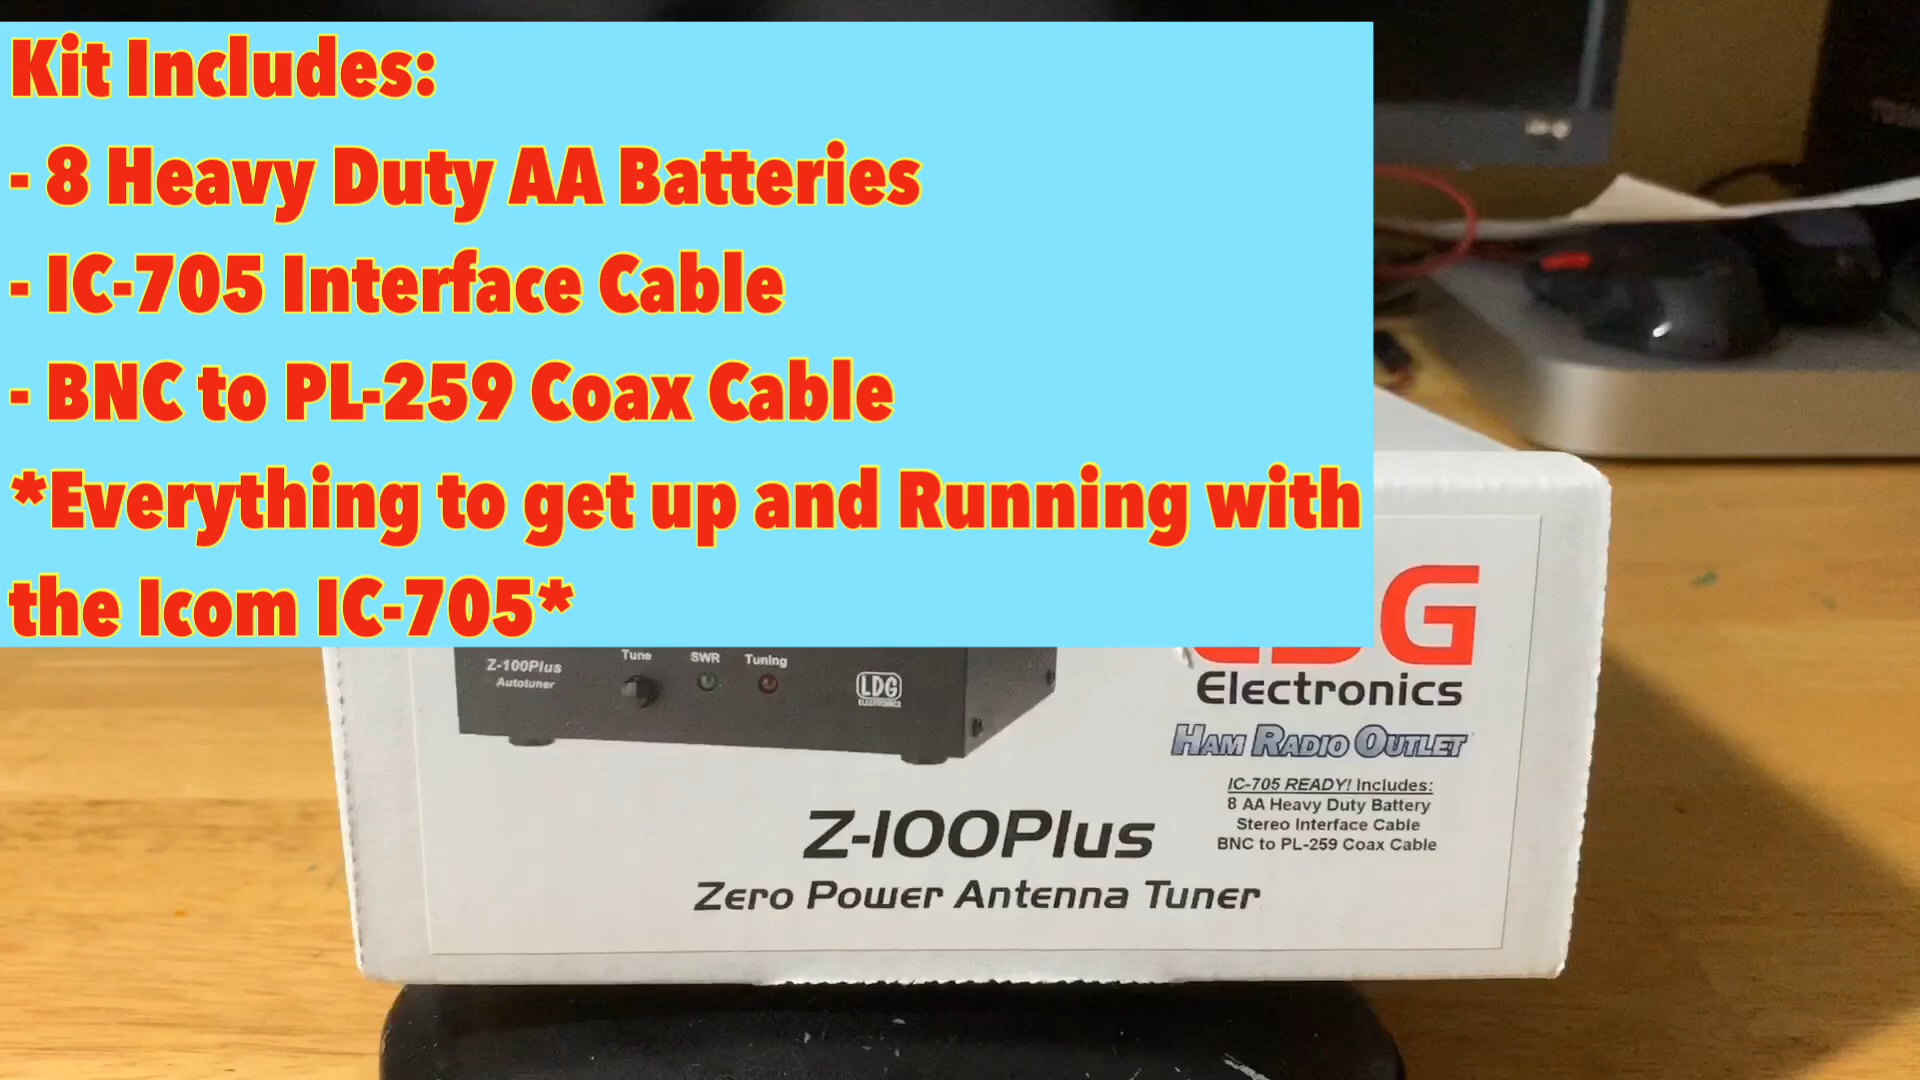 Kit Includes:
- 8 Heavy Duty AA Batteries
- IC-705 Interface Cable
- BNC to PL-259 Coax Cable
*Everything to get up and Running with
the Icom IC-705*
Z-100Plus
Autotuner
Tune
SWR
Tuning
LDG
ELECTRONICS
G
Electronics
HAM RADIO OUTLET
IC-705 READY! Includes:
8 AA Heavy Duty Battery
Stereo Interface Cable
BNC to PL-259 Coax Cable
Z-100Plus
Zero Power Antenna Tuner